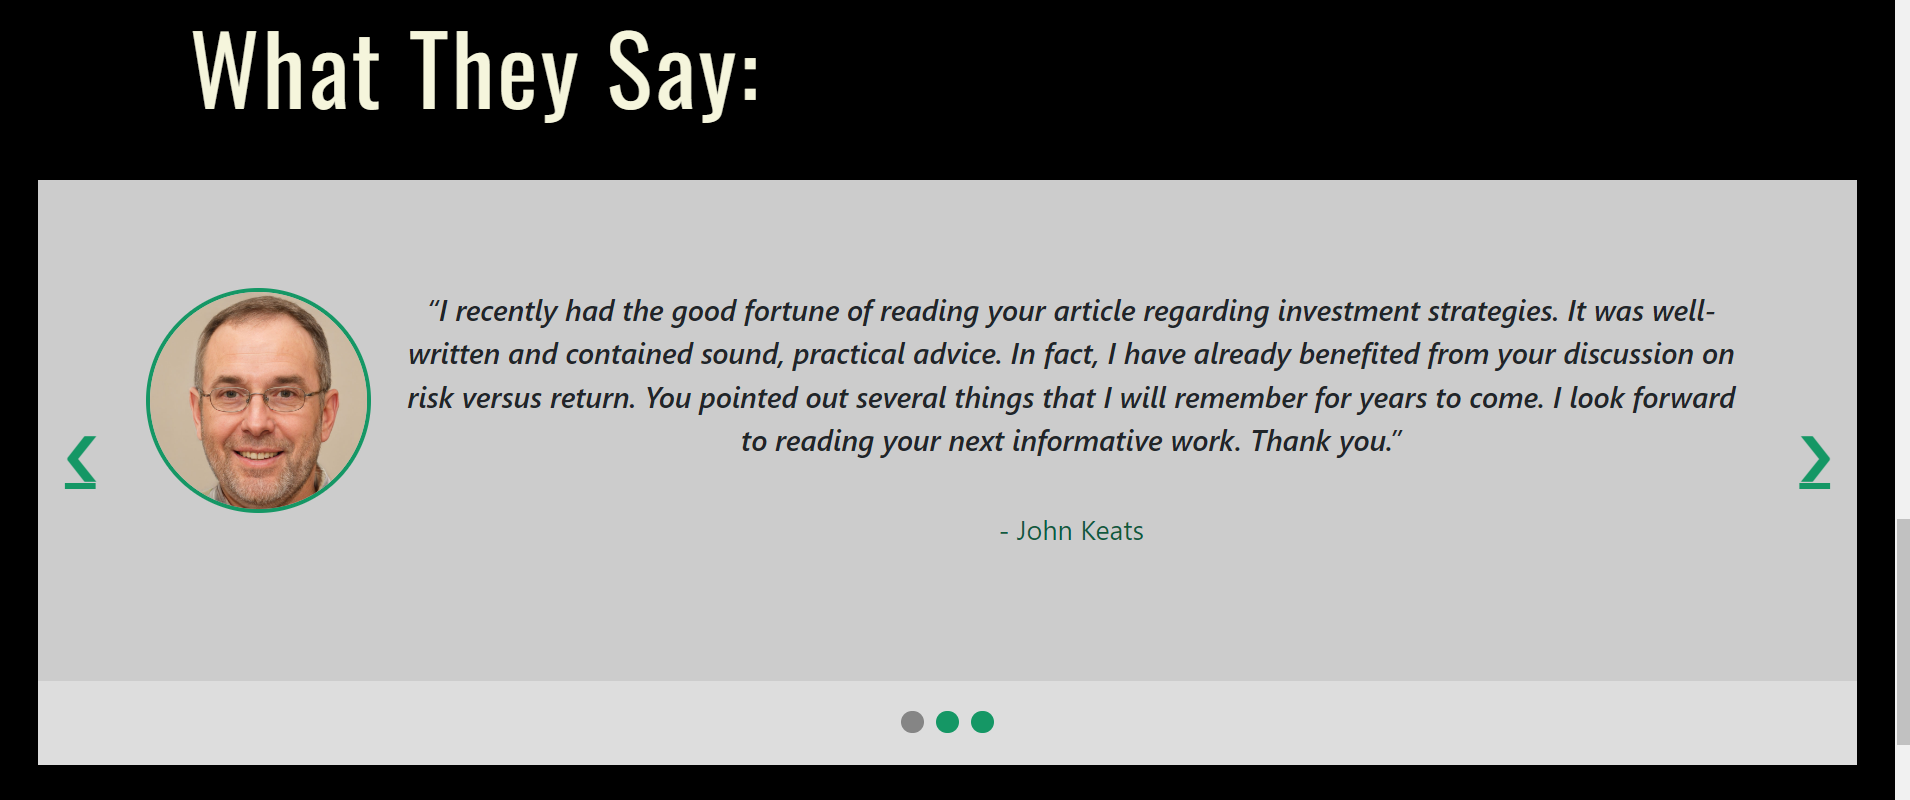 What They Say:
“I recently had the good fortune of reading your article regarding investment strategies. It was well-
written and contained sound, practical advice. In fact, I have already benefited from your discussion on
risk versus return. You pointed out several things that I will remember for years to come. I look forward
to reading your next informative work. Thank you.”
- John Keats